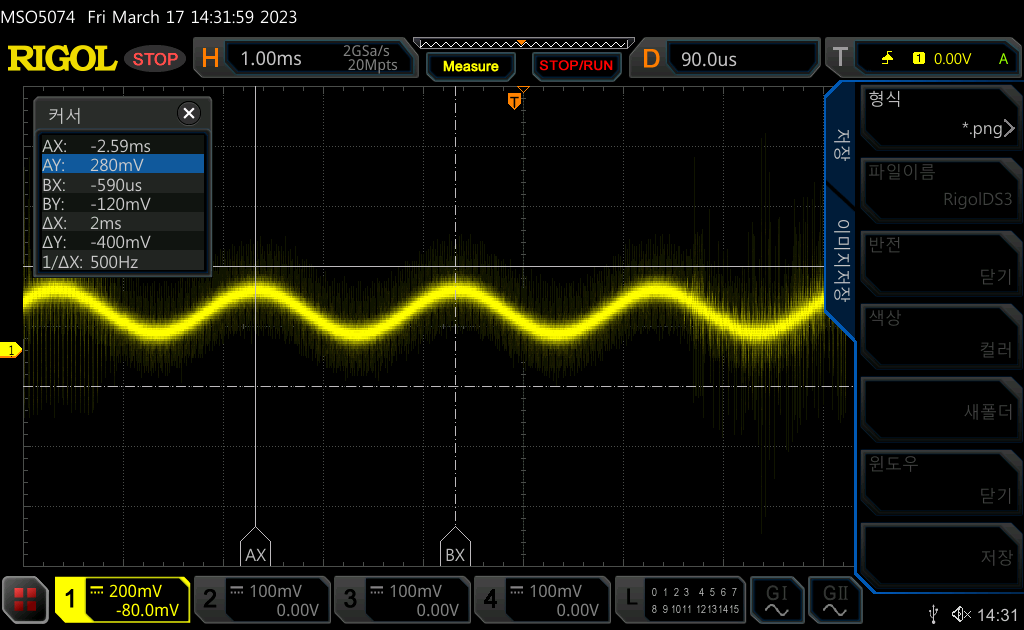 MSO5074 Fri March 17 14:31:59 2023
RIGOL STOP H 1.00ms 2GSa/s 20Mpts Measure STOP/RUN D 90.0us T 1 0.00V A
커서
AX: -2.59ms
AY: 280mV
BX: -590us
BY: -120mV
ΔX: 2ms
ΔY: -400mV
1/ΔX: 500Hz
T
1
AX
BX
저장
이미지저장
형식
*.png
파일이름
RigolDS3
반전
닫기
색상
컬러
새폴더
윈도우
닫기
저장
1 200mV -80.0mV
2 100mV 0.00V
3 100mV 0.00V
4 100mV 0.00V
L 0 1 2 3 4 5 6 7
8 9 10 11 12 13 14 15
GI
GII
14:31